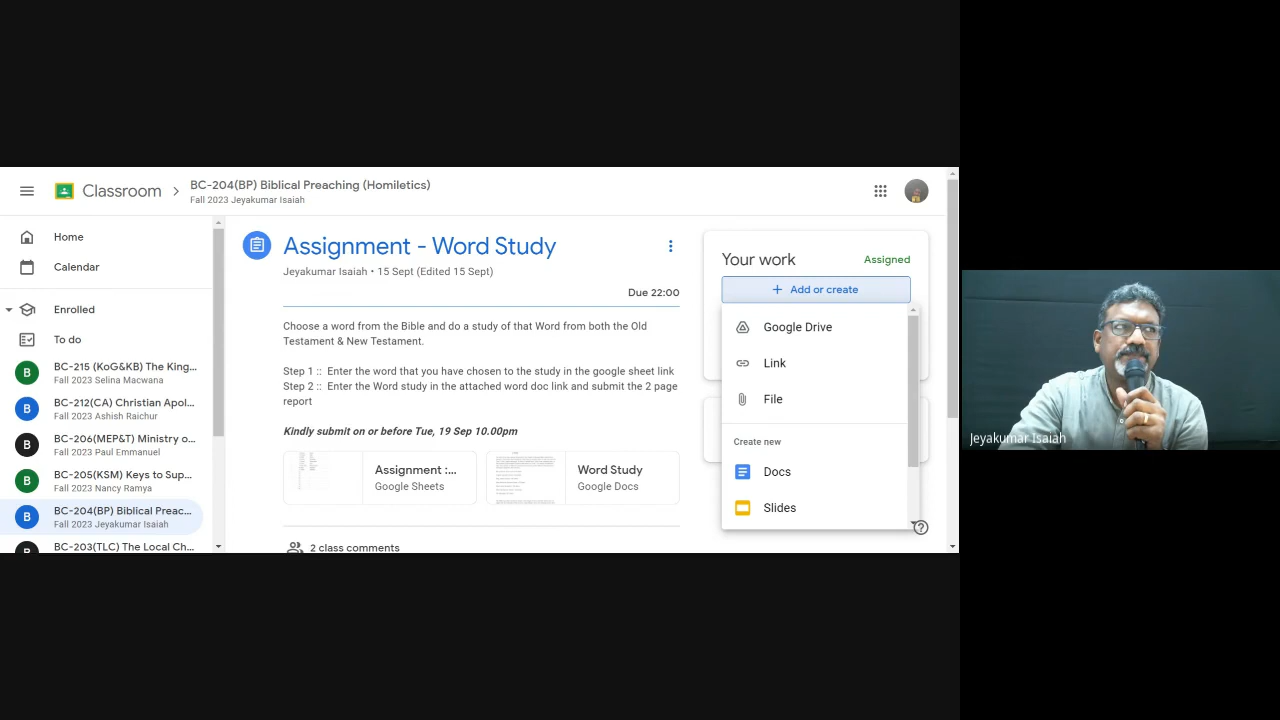 Classroom
BC-204(BP) Biblical Preaching (Homiletics)
Fall 2023 Jeyakumar Isaiah
Home
Calendar
Enrolled
To do
B
BC-215 (KoG&KB) The King...
Fall 2023 Selina Macwana
B
BC-212(CA) Christian Apol...
Fall 2023 Ashish Raichur
B
BC-206(MEP&T) Ministry o...
Fall 2023 Paul Emmanuel
B
BC-205(KSM) Keys to Sup...
Fall 2023 Nancy Ramya
B
BC-204(BP) Biblical Preac...
Fall 2023 Jeyakumar Isaiah
B
BC-203(TLC) The Local Ch...
Assignment - Word Study
Jeyakumar Isaiah • 15 Sept (Edited 15 Sept)
Due 22:00
Choose a word from the Bible and do a study of that Word from both the Old
Testament & New Testament.
Step 1 :: Enter the word that you have chosen to the study in the google sheet link
Step 2 :: Enter the Word study in the attached word doc link and submit the 2 page
report
Kindly submit on or before Tue, 19 Sep 10.00pm
Assignment :...
Google Sheets
Word Study
Google Docs
2 class comments
Your work
Assigned
+ Add or create
Google Drive
Link
File
Create new
Docs
Slides
Jeyakumar Isaiah